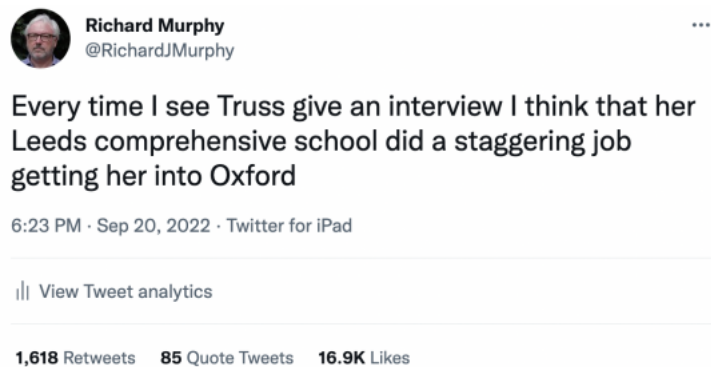 Richard Murphy
@RichardJMurphy
Every time I see Truss give an interview I think that her
Leeds comprehensive school did a staggering job
getting her into Oxford
6:23 PM · Sep 20, 2022 · Twitter for iPad
View Tweet analytics
1,618 Retweets 85 Quote Tweets 16.9K Likes